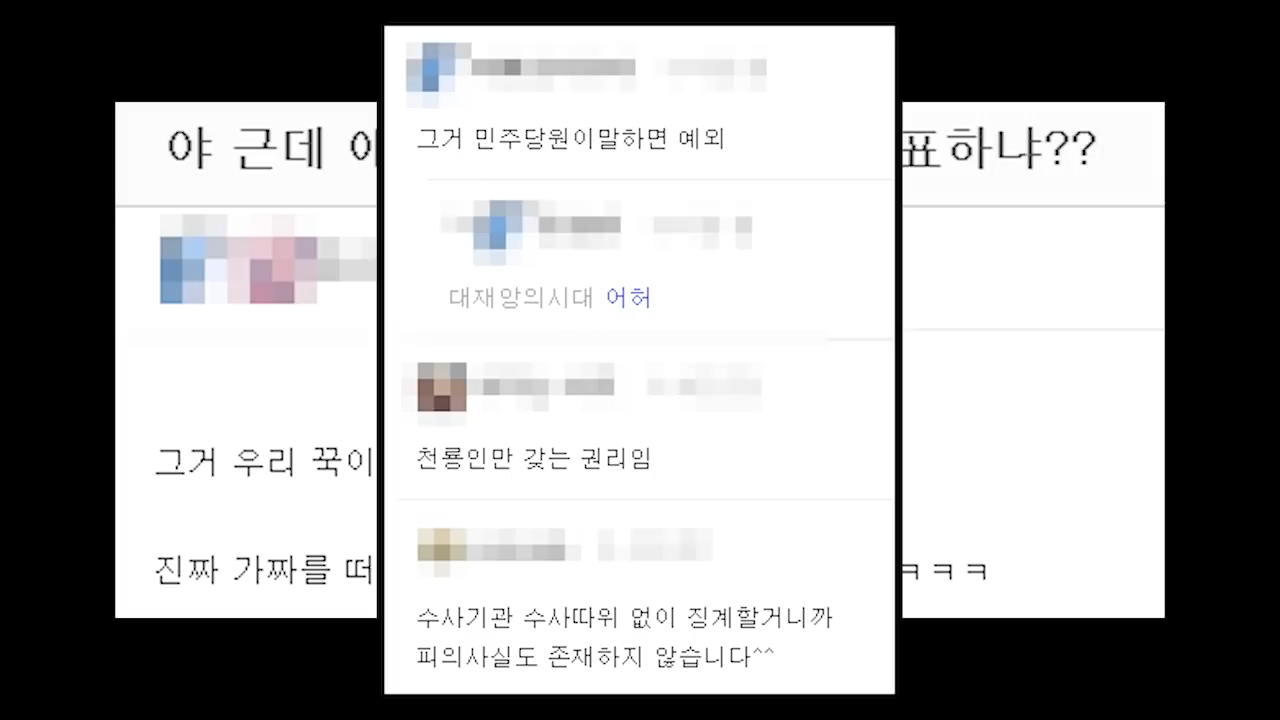 야 근데 표하냐??
그거 우리 꾹이
진짜 가짜를 떠 ㅋㅋㅋ
그거 민주당원이말하면 예외
대재앙의시대 어허
천룡인만 갖는 권리임
수사기관 수사따위 없이 징계할거니까
피의사실도 존재하지 않습니다^^